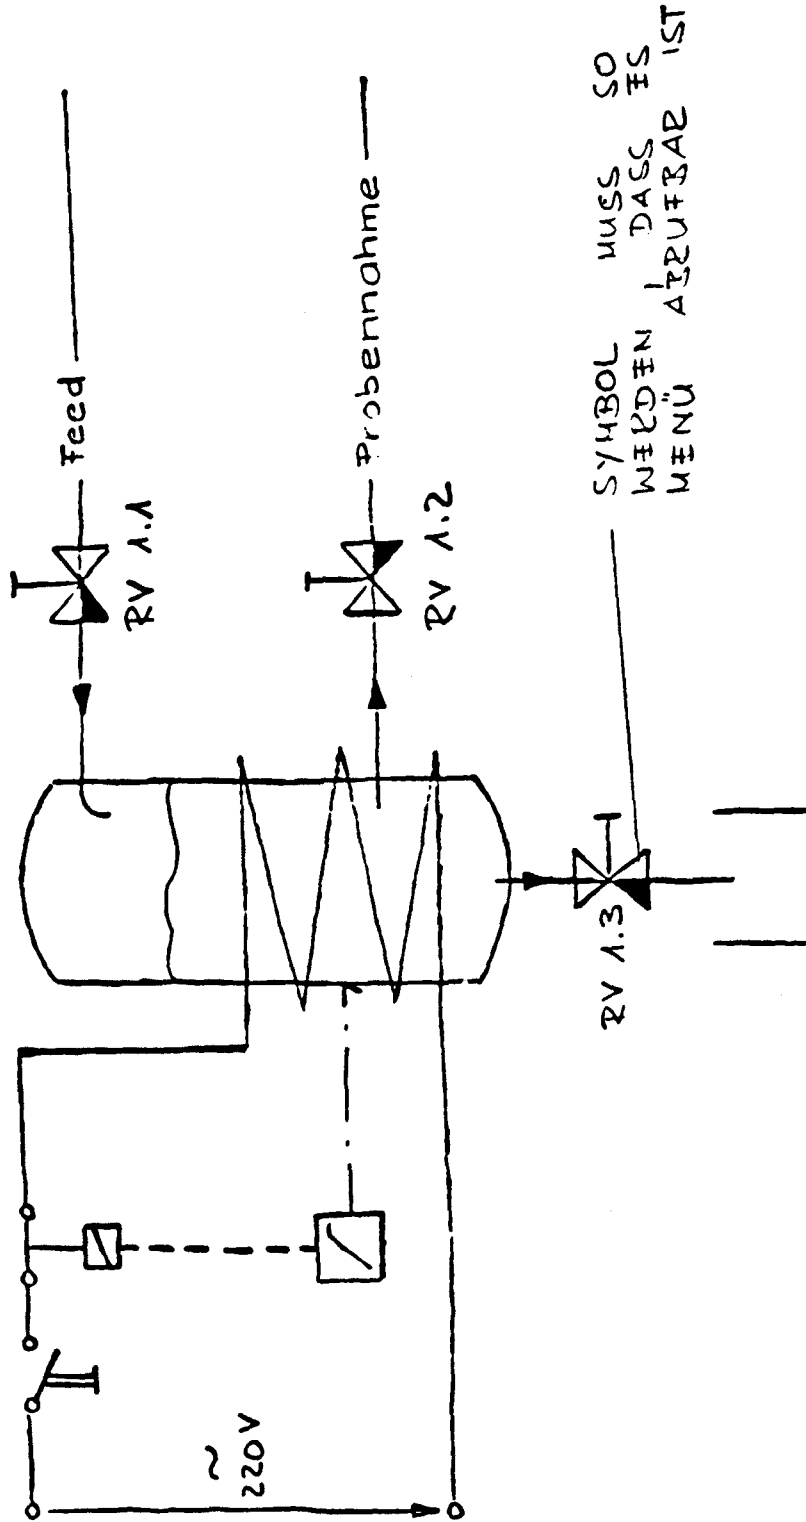 Feed
RV 1.1
Probennahme
RV 1.2
SYMBOL MUSS SO
WERDEN, DASS ES
MENÜ ABRUFBAR IST
RV 1.3
~
220V